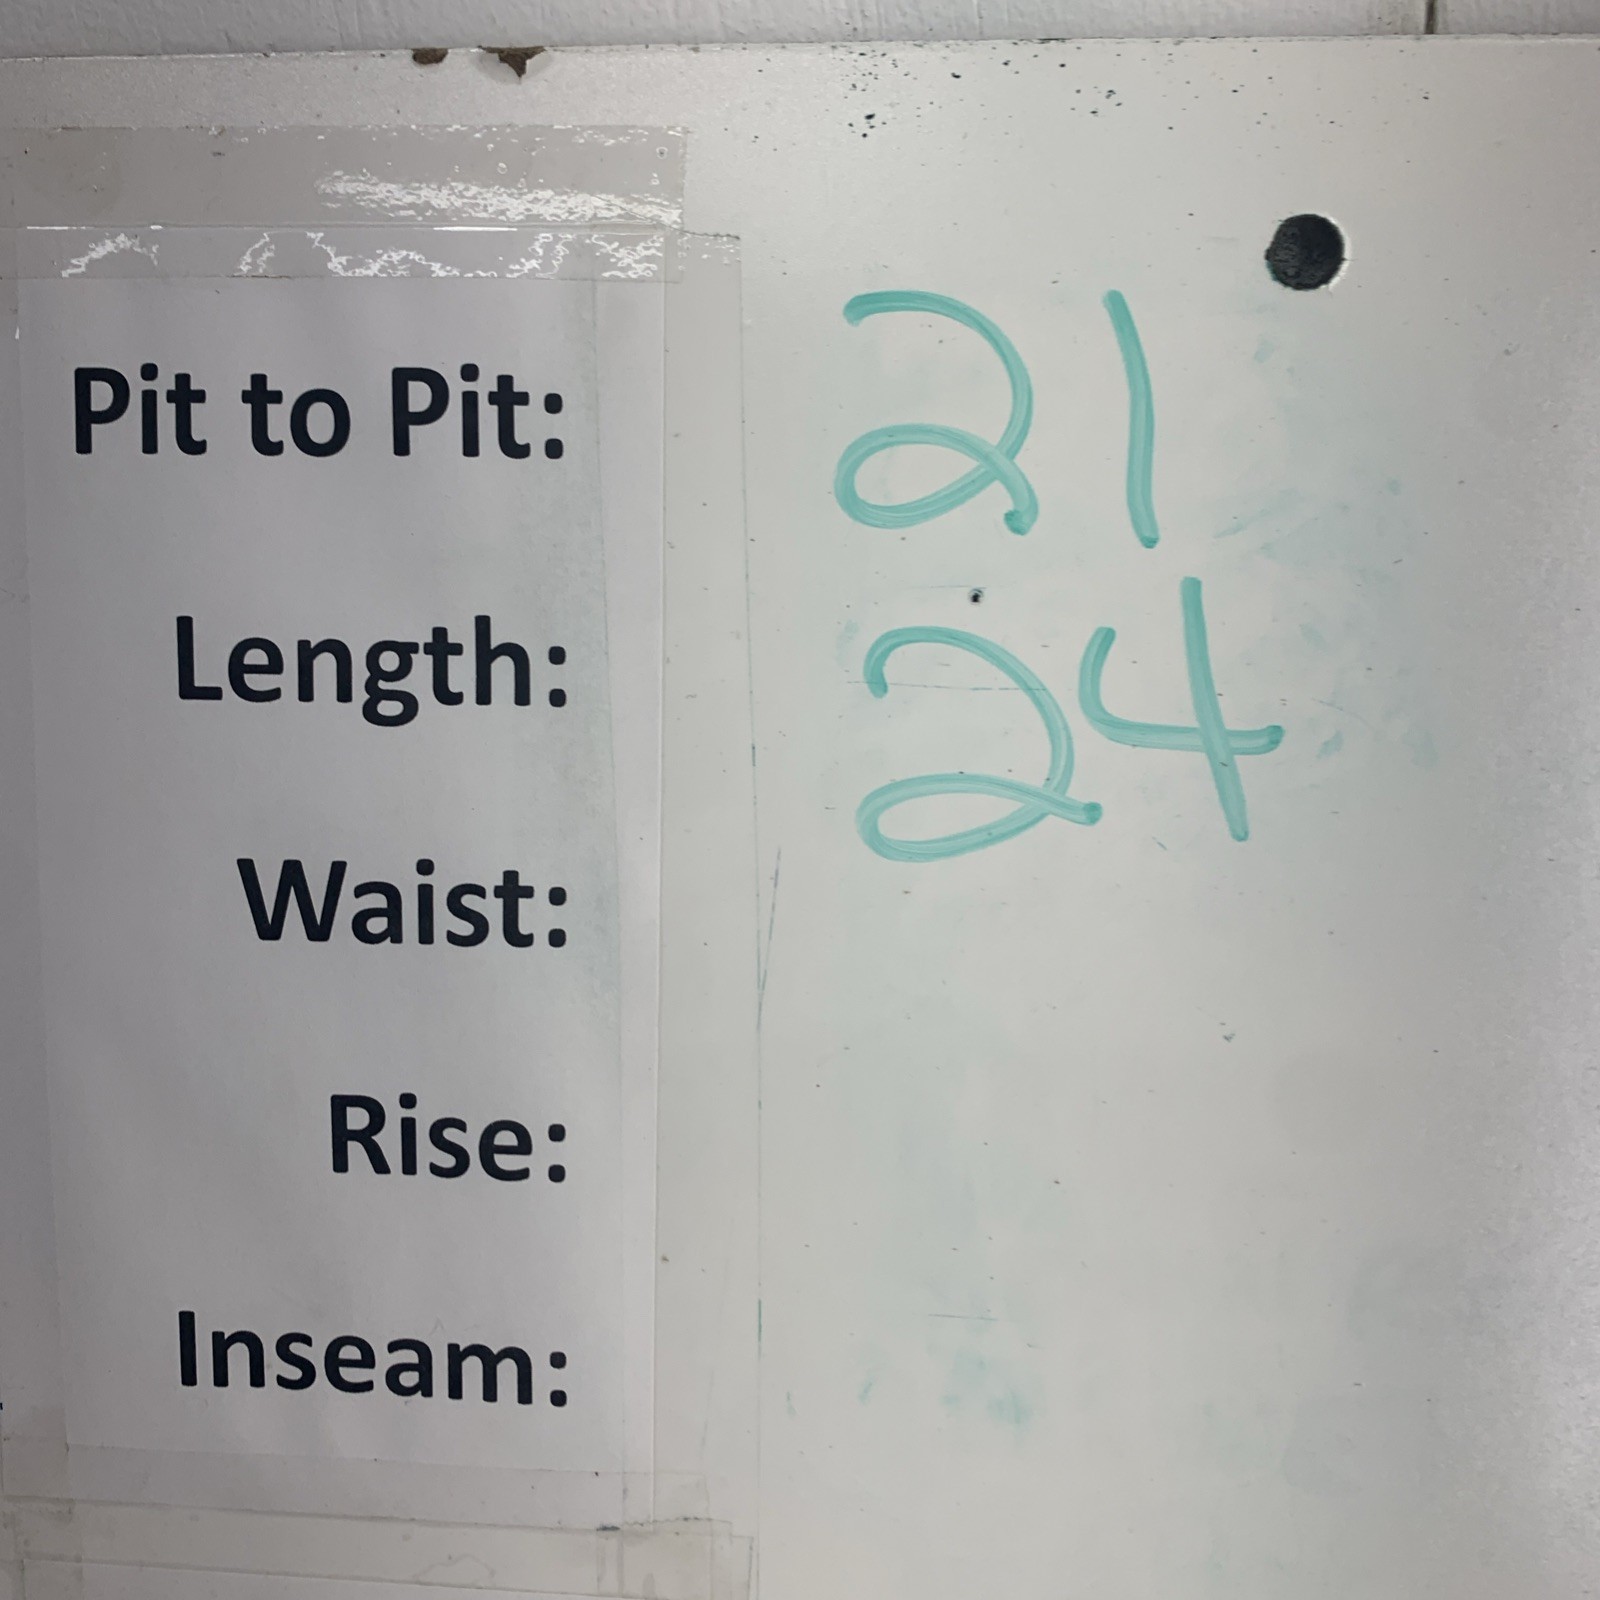 Pit to Pit: 21
Length: 24
Waist:
Rise:
Inseam: